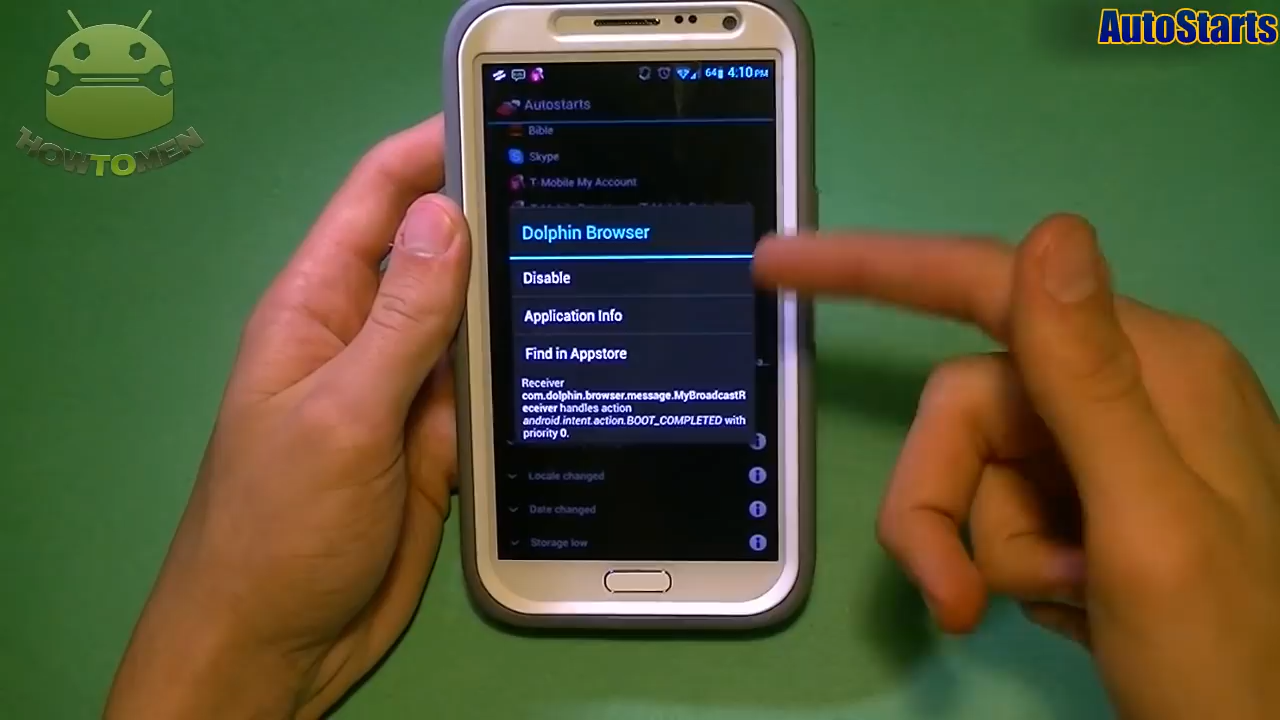 AutoStarts
HOWTOMEN
64 4:10 PM
Autostarts
Bible
Skype
T-Mobile My Account
Dolphin Browser
Disable
Application Info
Find in Appstore
Receiver
com.dolphin.browser.message.MyBroadcastR
eceiver handles action
android.intent.action.BOOT_COMPLETED with
priority 0.
Locale changed
Date changed
Storage low